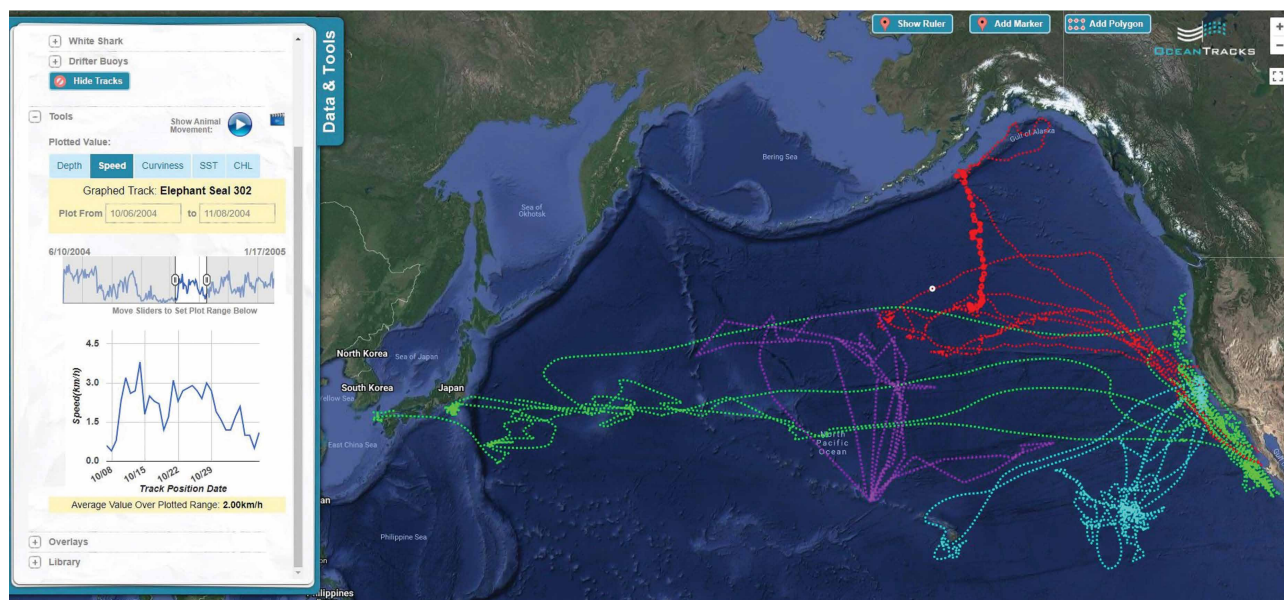 White Shark
Drifter Buoys
Hide Tracks
Tools
Show Animal
Movement:
Plotted Value:
Depth Speed Curviness SST CHL
Graphed Track: Elephant Seal 302
Plot From 10/06/2004 to 11/08/2004
6/10/2004 1/17/2005
Move Sliders to Set Plot Range Below
4.5
3.0
1.5
0.0
Speed(km/h)
10/08 10/15 10/22 10/29
Track Position Date
Average Value Over Plotted Range: 2.00km/h
Overlays
Library
Data & Tools
Show Ruler
Add Marker
Add Polygon
OCEANTRACKS
Gulf of Alaska
Bering Sea
Sea of
Okhotsk
North Korea
Sea of Japan
South Korea
Japan
Yellow Sea
East China Sea
North
Pacific
Ocean
Philippine Sea